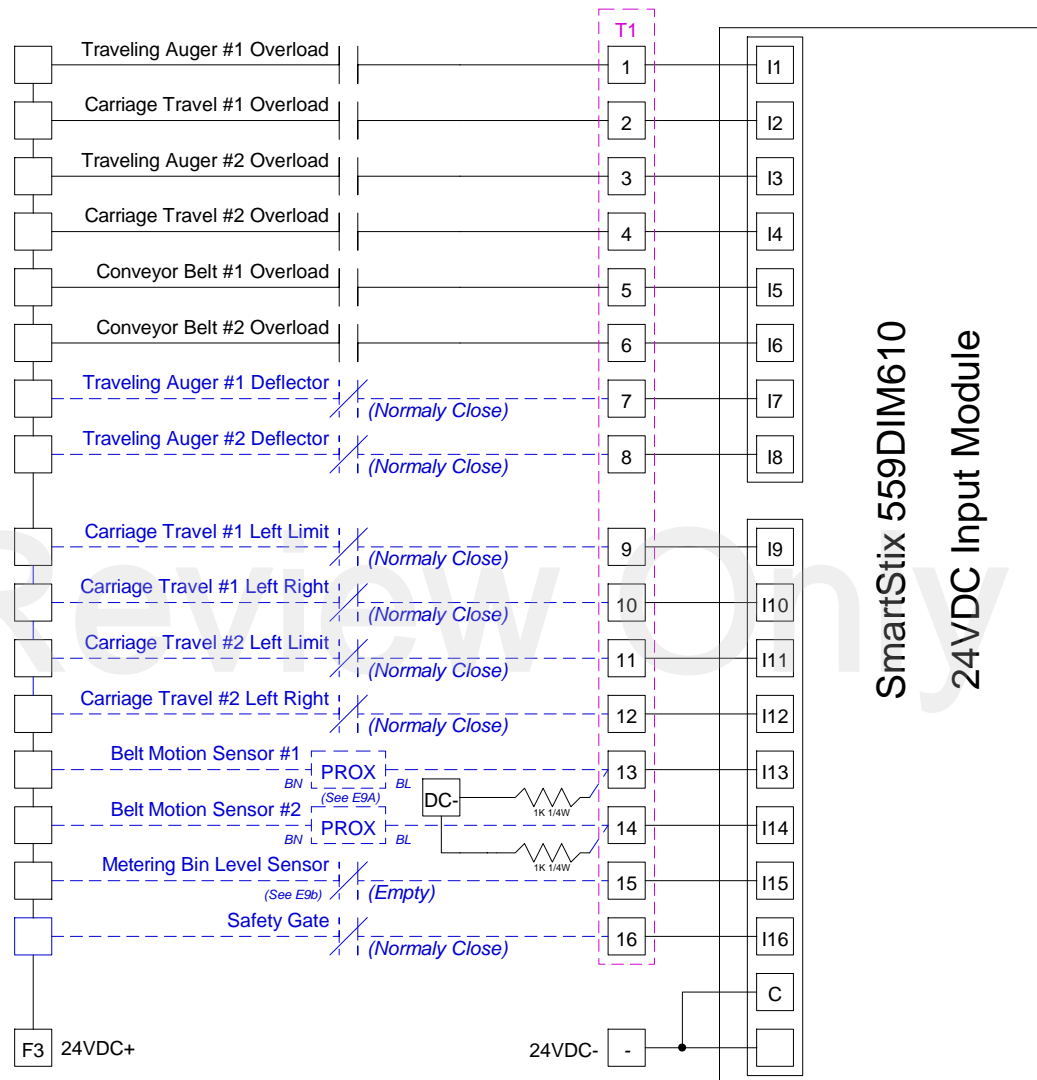 T1
Traveling Auger #1 Overload 1 I1
Carriage Travel #1 Overload 2 I2
Traveling Auger #2 Overload 3 I3
Carriage Travel #2 Overload 4 I4
Conveyor Belt #1 Overload 5 I5
Conveyor Belt #2 Overload 6 I6
Traveling Auger #1 Deflector (Normaly Close) 7 I7
Traveling Auger #2 Deflector (Normaly Close) 8 I8
Carriage Travel #1 Left Limit (Normaly Close) 9 I9
Carriage Travel #1 Left Right (Normaly Close) 10 I10
Carriage Travel #2 Left Limit (Normaly Close) 11 I11
Carriage Travel #2 Left Right (Normaly Close) 12 I12
Belt Motion Sensor #1 BN PROX BL 13 I13
(See E9A) DC- 1K 1/4W
Belt Motion Sensor #2 BN PROX BL 14 I14
1K 1/4W
Metering Bin Level Sensor (See E9b) (Empty) 15 I15
Safety Gate (Normaly Close) 16 I16
C
F3 24VDC+ 24VDC- -
SmartStix 559DIM610
24VDC Input Module
Review Only